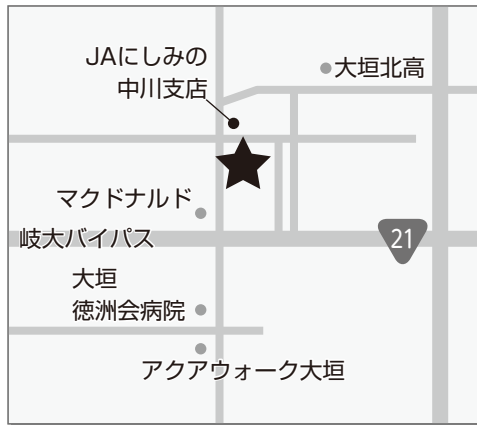 JAにしみの
中川支店
大垣北高
マクドナルド
岐大バイパス
21
大垣
徳洲会病院
アクアウォーク大垣